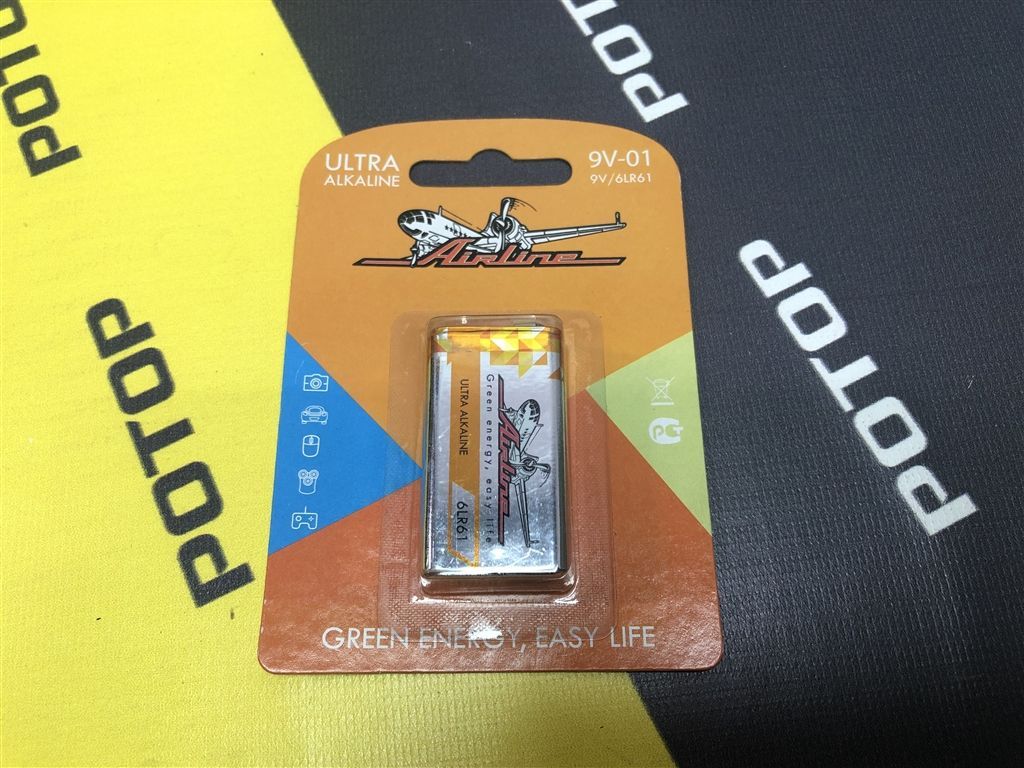 POTOP
POTOP
ULTRA
ALKALINE
9V-01
9V/6LR61
Airline
POTOP
POTOP
ULTRA ALKALINE
6LR61
Green energy, easy life
Airline
GREEN ENERGY, EASY LIFE